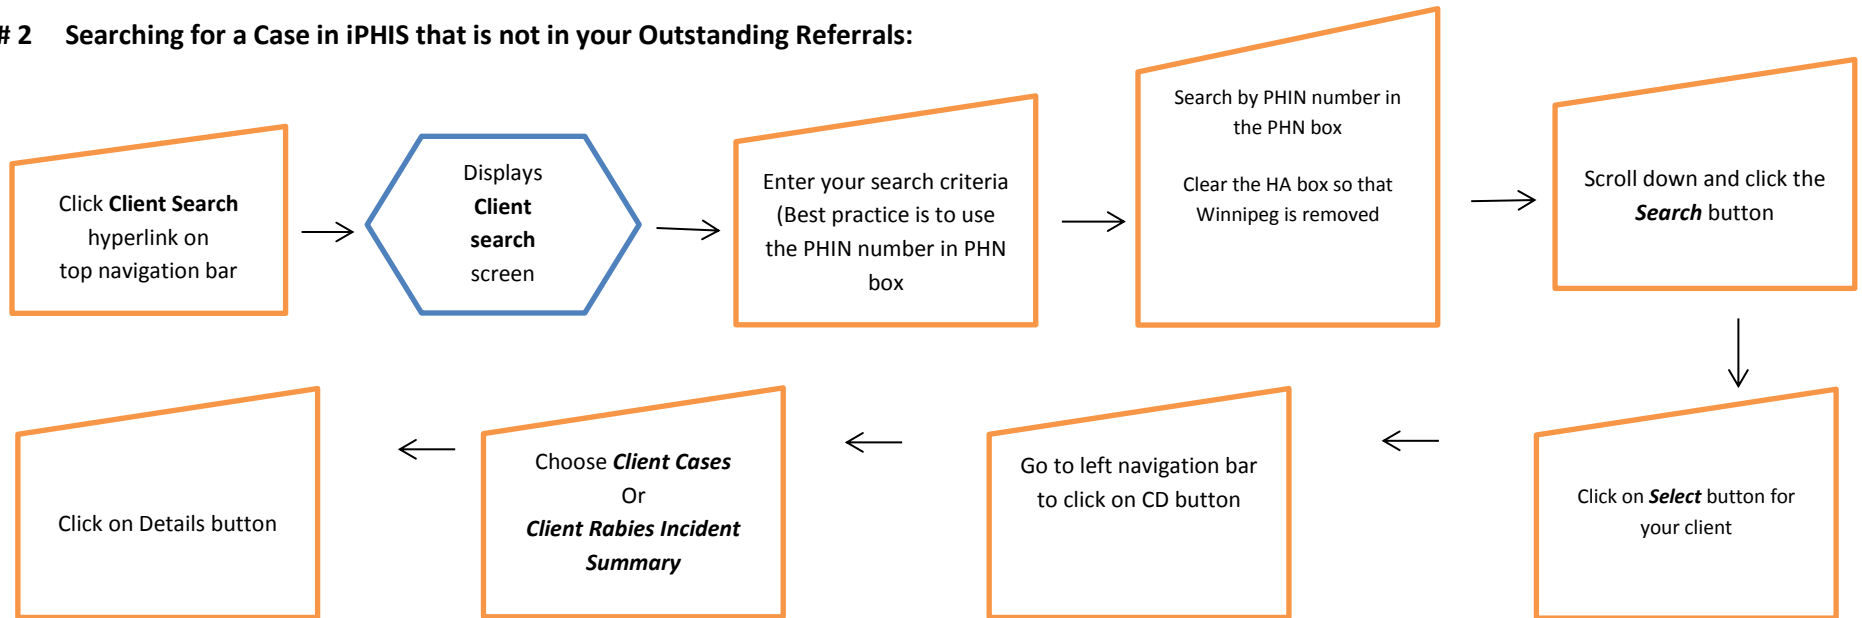 # 2 Searching for a Case in iPHIS that is not in your Outstanding Referrals:
Click Client Search
hyperlink on
top navigation bar
Displays
Client
search
screen
Enter your search criteria
(Best practice is to use
the PHIN number in PHN
box
Search by PHIN number in
the PHN box
Clear the HA box so that
Winnipeg is removed
Scroll down and click the
Search button
Click on Select button for
your client
Go to left navigation bar
to click on CD button
Choose Client Cases
Or
Client Rabies Incident
Summary
Click on Details button